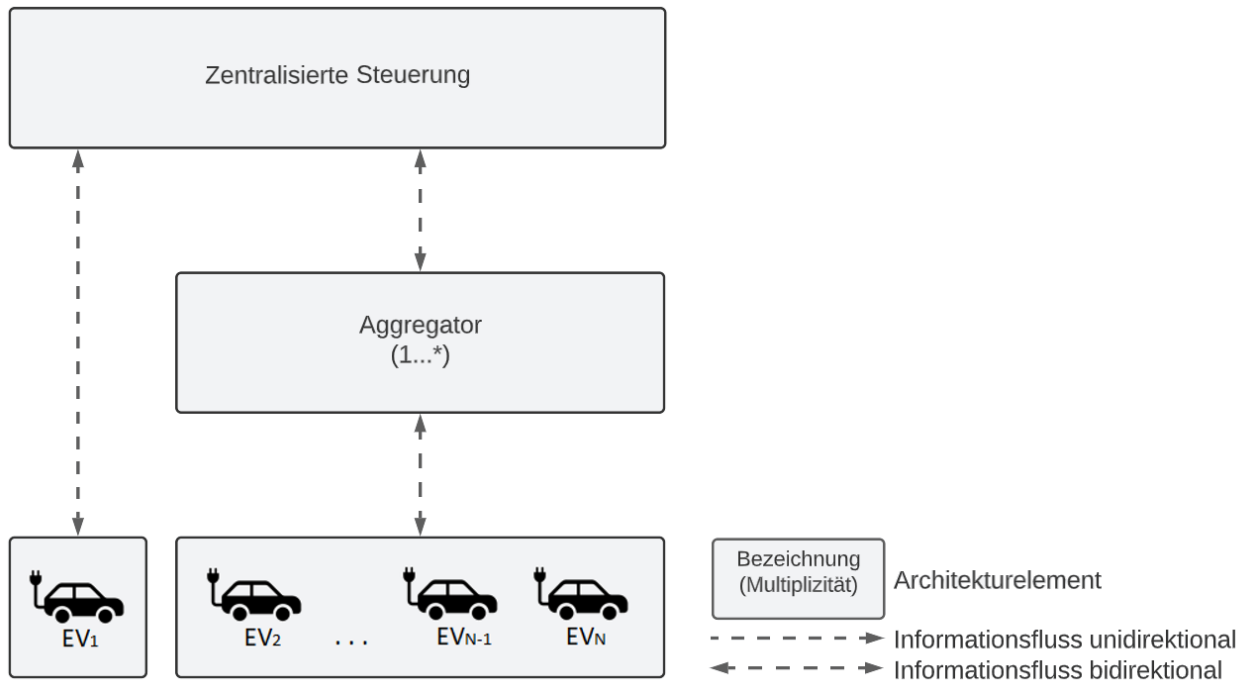 Zentralisierte Steuerung
Aggregator
(1...*)
EV1
EV2
...
EVN-1
EVN
Bezeichnung
(Multiplizität)
Architekturelement
Informationsfluss unidirektional
Informationsfluss bidirektional